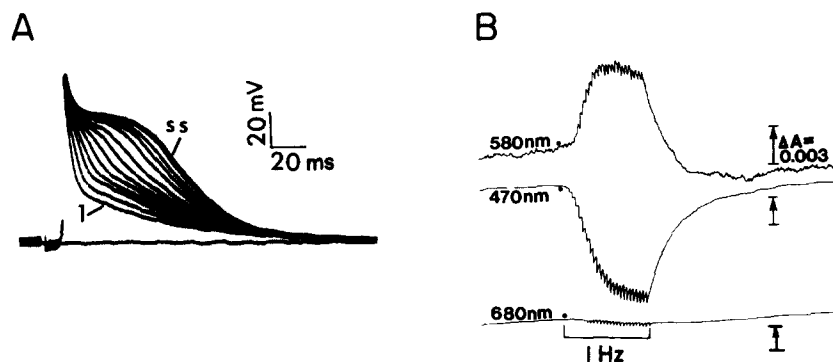 A
ss
20 mV
20 ms
1
B
580nm
ΔA=
0.003
470nm
680nm
1 Hz